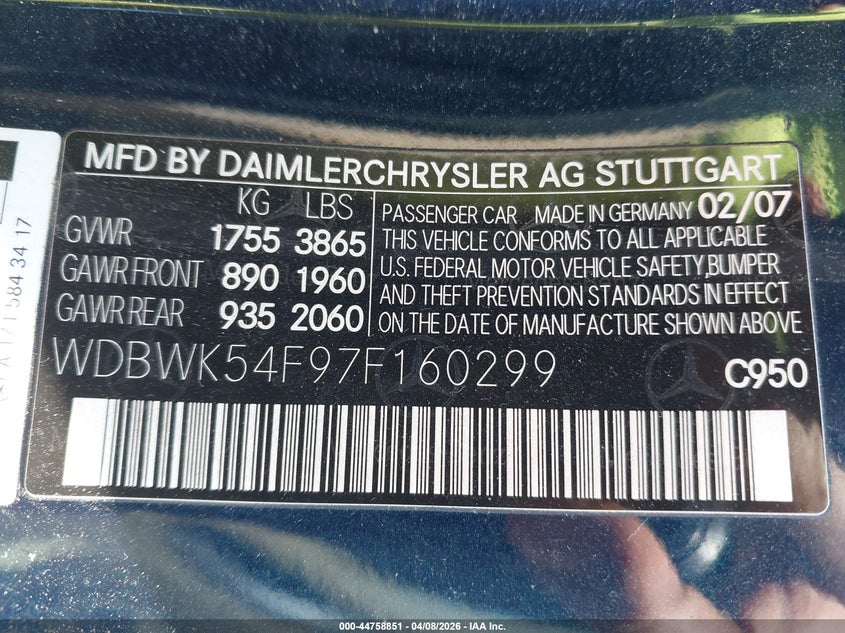 MFD BY DAIMLERCHRYSLER AG STUTTGART
KG LBS
GVWR 1755 3865
GAWR FRONT 890 1960
GAWR REAR 935 2060
PASSENGER CAR MADE IN GERMANY 02/07
THIS VEHICLE CONFORMS TO ALL APPLICABLE
U.S. FEDERAL MOTOR VEHICLE SAFETY, BUMPER
AND THEFT PREVENTION STANDARDS IN EFFECT
ON THE DATE OF MANUFACTURE SHOWN ABOVE
WDBWK54F97F160299
C950
584 34 17
000-44758851 | 04/08/2026 - IAA Inc.